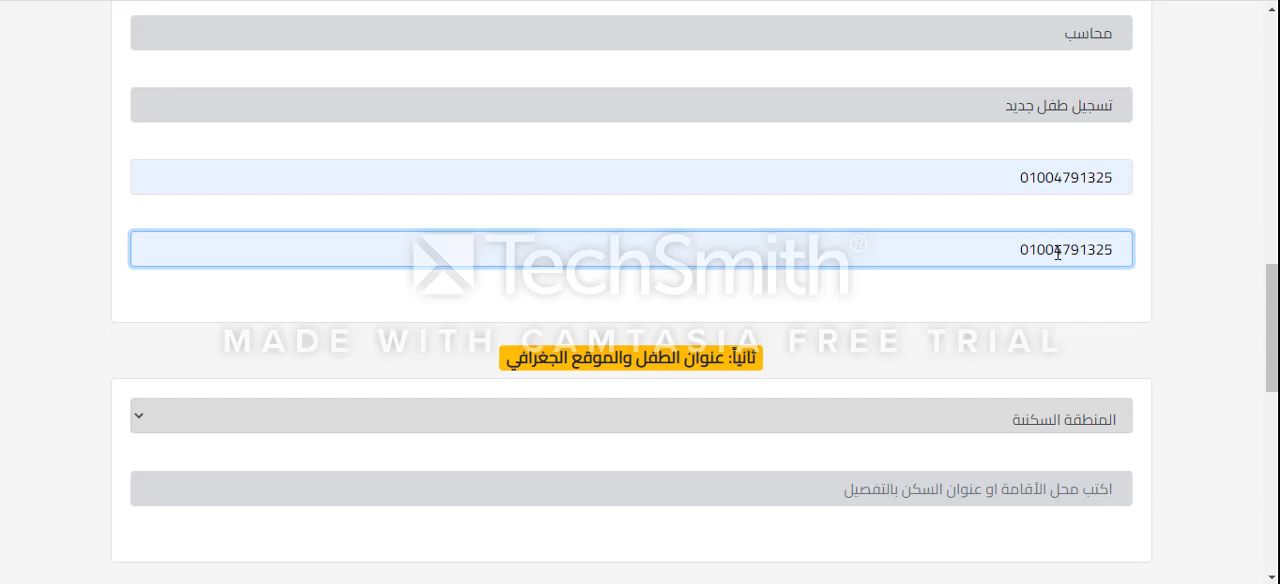 محاسب
تسجيل طفل جديد
01004791325
01004791325
TechSmith®
MADE WITH CAMTASIA FREE TRIAL
ثانياً: عنوان الطفل والموقع الجغرافي
المنطقة السكنية
اكتب محل الأقامة او عنوان السكن بالتفصيل